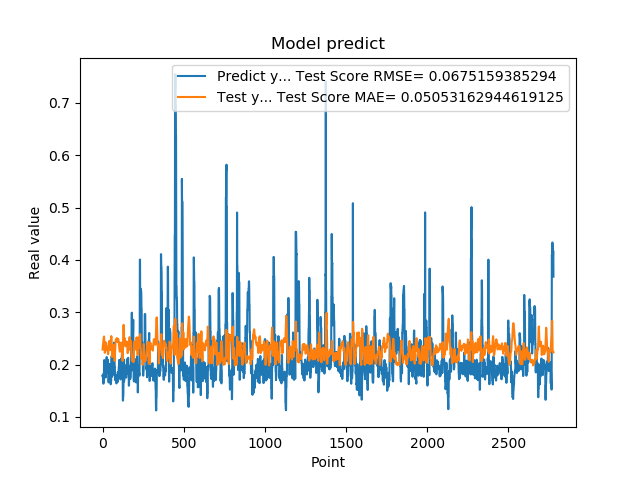 Model predict
Predict y... Test Score RMSE= 0.0675159385294
Test y... Test Score MAE= 0.05053162944619125
Real value
0.7
0.6
0.5
0.4
0.3
0.2
0.1
0
500
1000
1500
2000
2500
Point